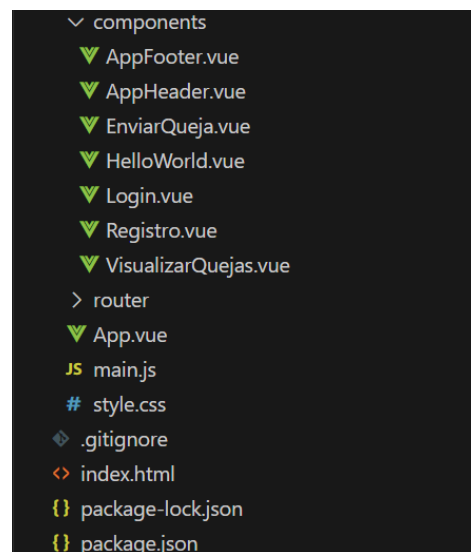 components
AppFooter.vue
AppHeader.vue
EnviarQueja.vue
HelloWorld.vue
Login.vue
Registro.vue
VisualizarQuejas.vue
router
App.vue
JS main.js
# style.css
.gitignore
<> index.html
{} package-lock.json
{} package.json